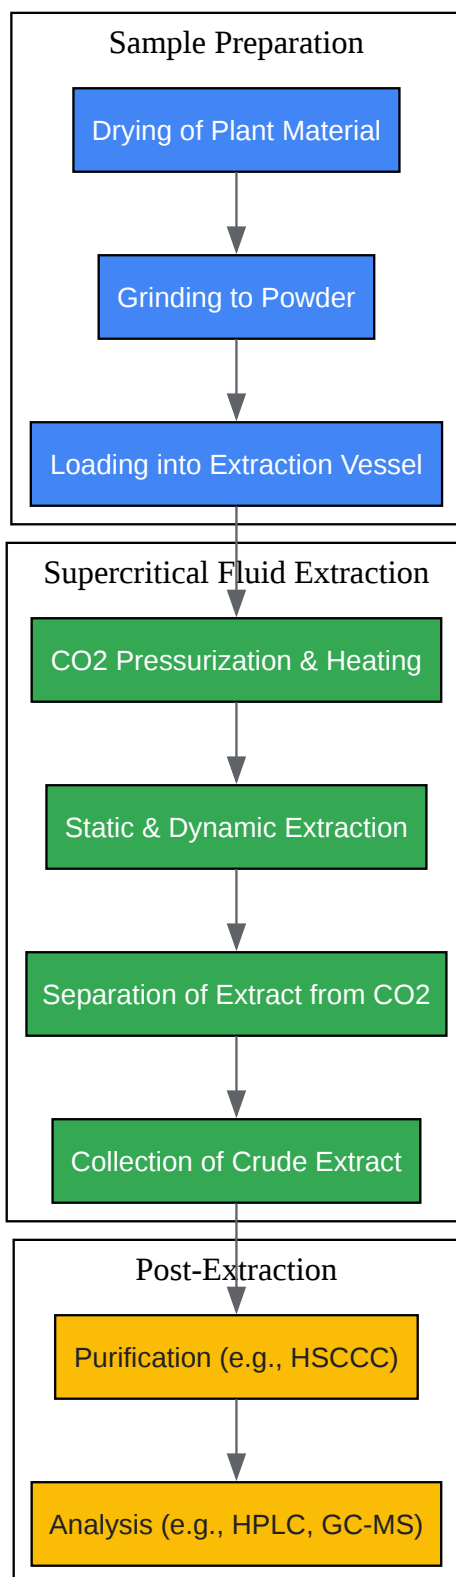 Sample Preparation
Drying of Plant Material
Grinding to Powder
Loading into Extraction Vessel
Supercritical Fluid Extraction
CO2 Pressurization & Heating
Static & Dynamic Extraction
Separation of Extract from CO2
Collection of Crude Extract
Post-Extraction
Purification (e.g., HSCCC)
Analysis (e.g., HPLC, GC-MS)